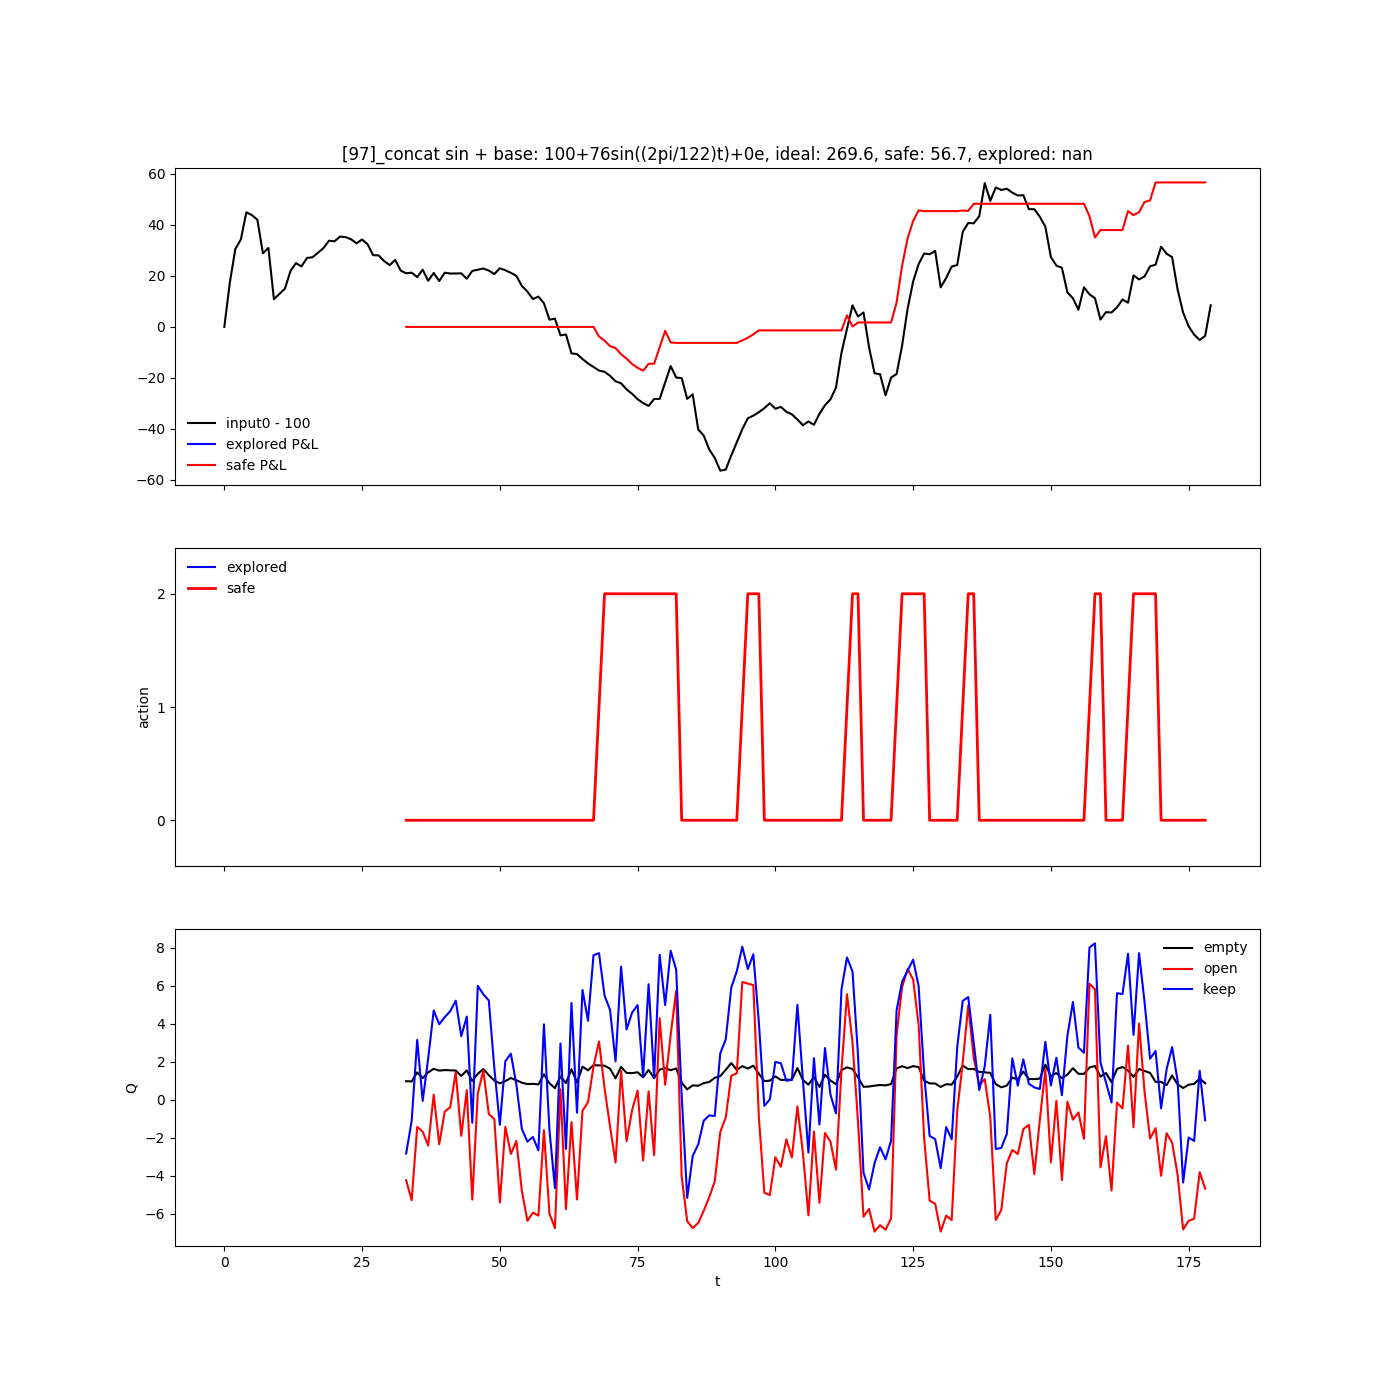 [97]_concat sin + base: 100+76sin((2pi/122)t)+0e, ideal: 269.6, safe: 56.7, explored: nan
60
40
20
0
−20
−40
−60
input0 - 100
explored P&L
safe P&L
explored
safe
2
1
0
action
empty
open
keep
8
6
4
2
0
−2
−4
−6
Q
0 25 50 75 100 125 150 175
t